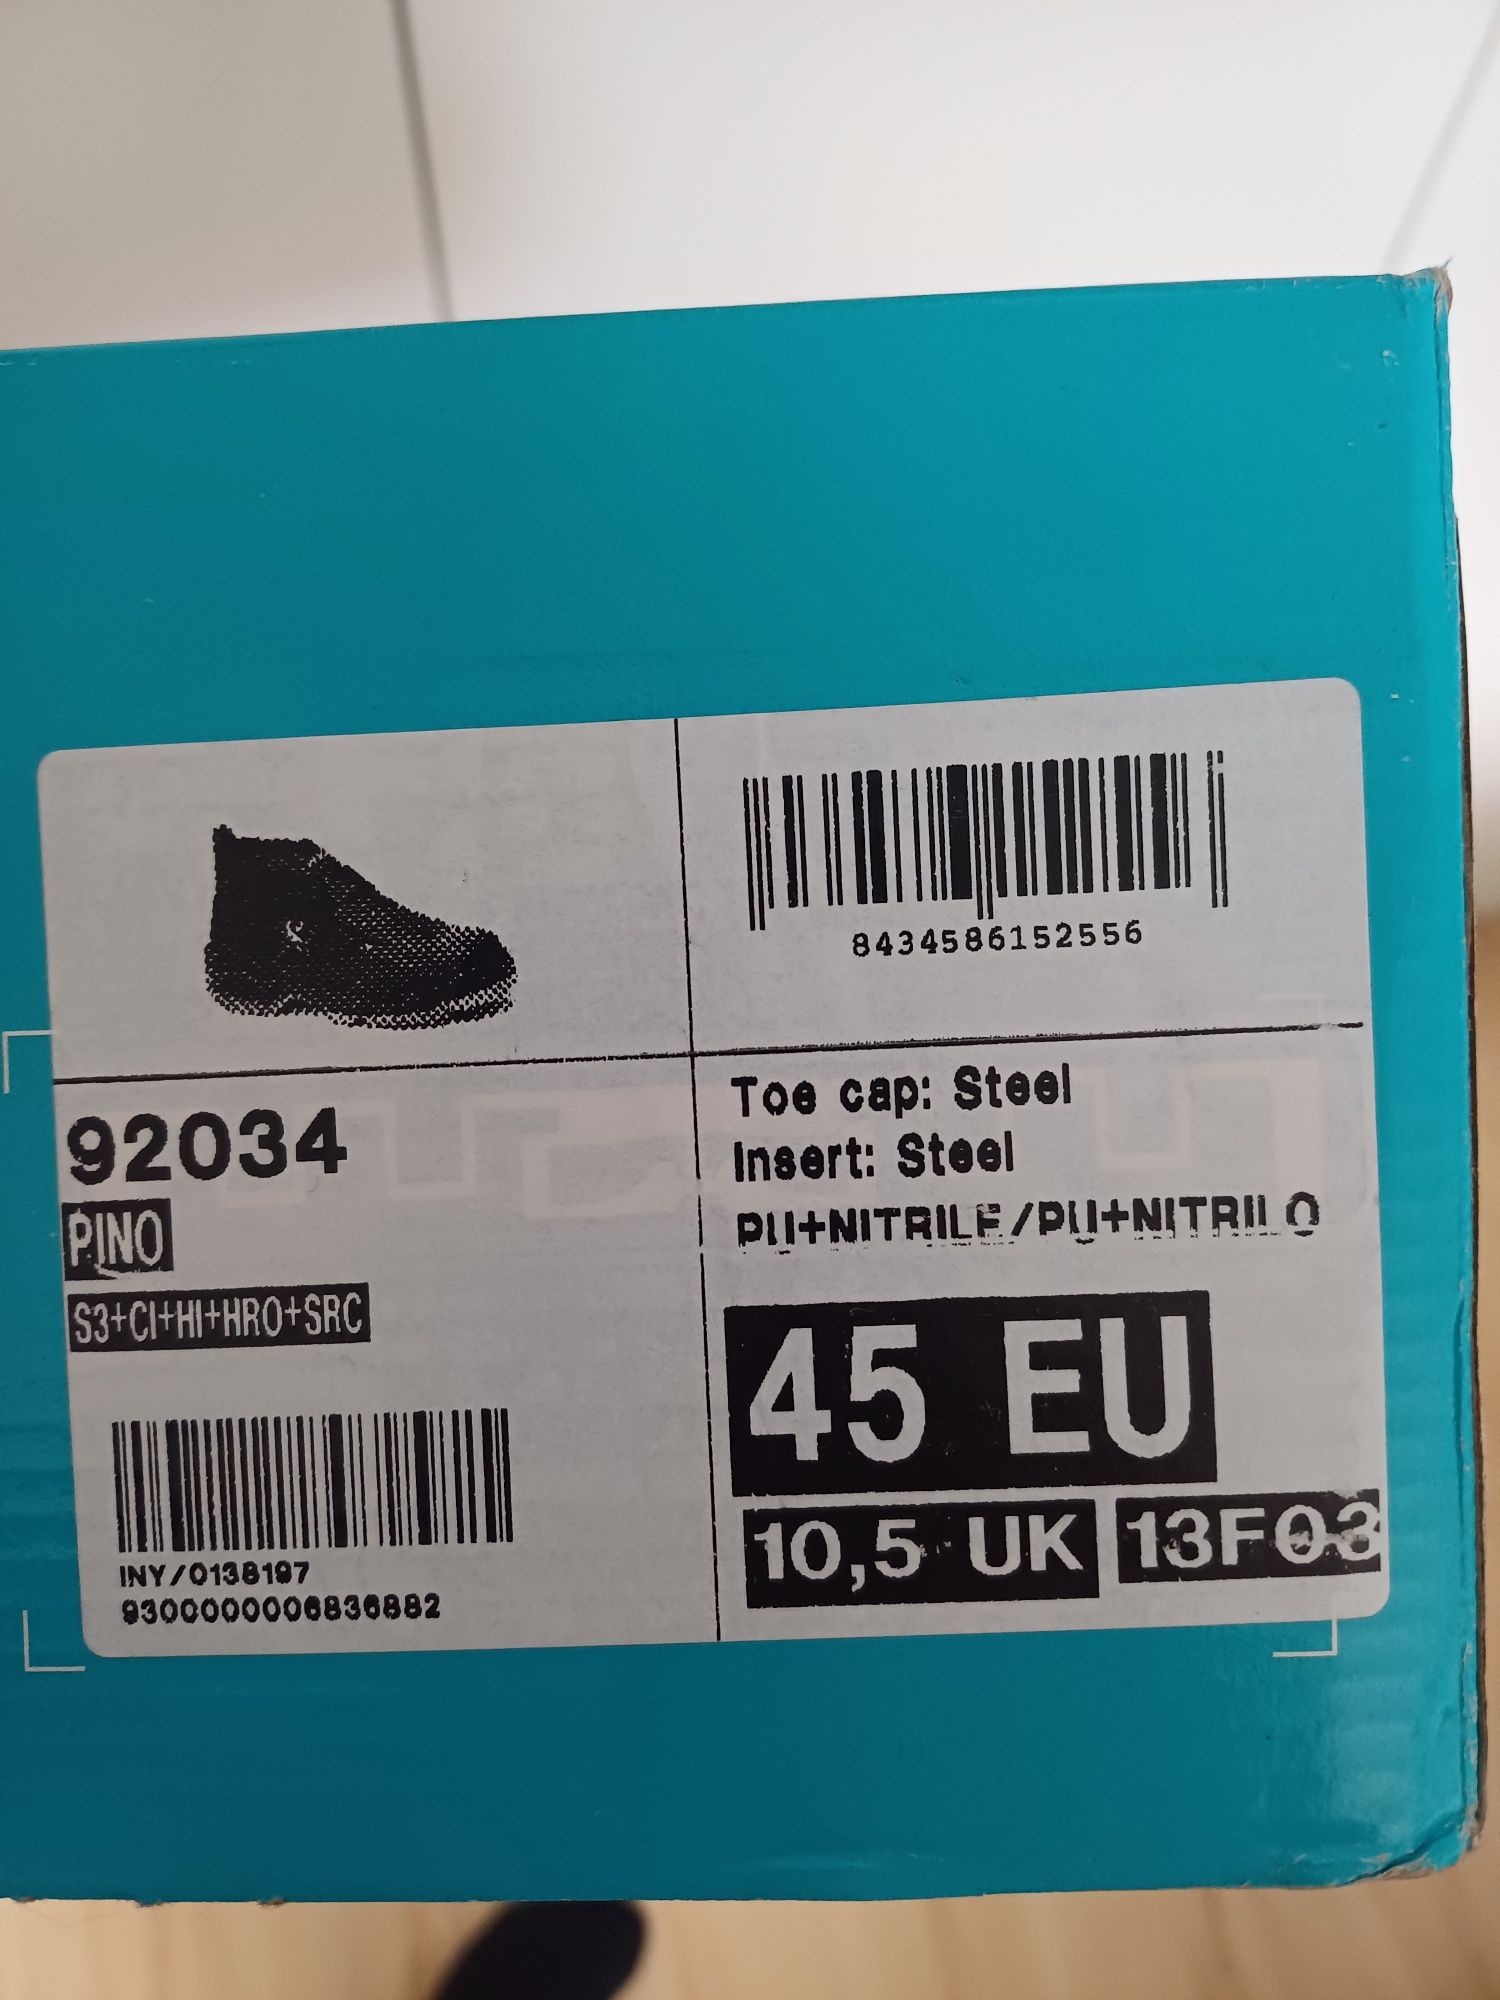 8434586152556
92034
PINO
S3+CI+HI+HRO+SRC
INY/0138197
9300000006836882
Toe cap: Steel
Insert: Steel
PU+NITRILE/PU+NITRILO
45 EU
10,5 UK
13F03